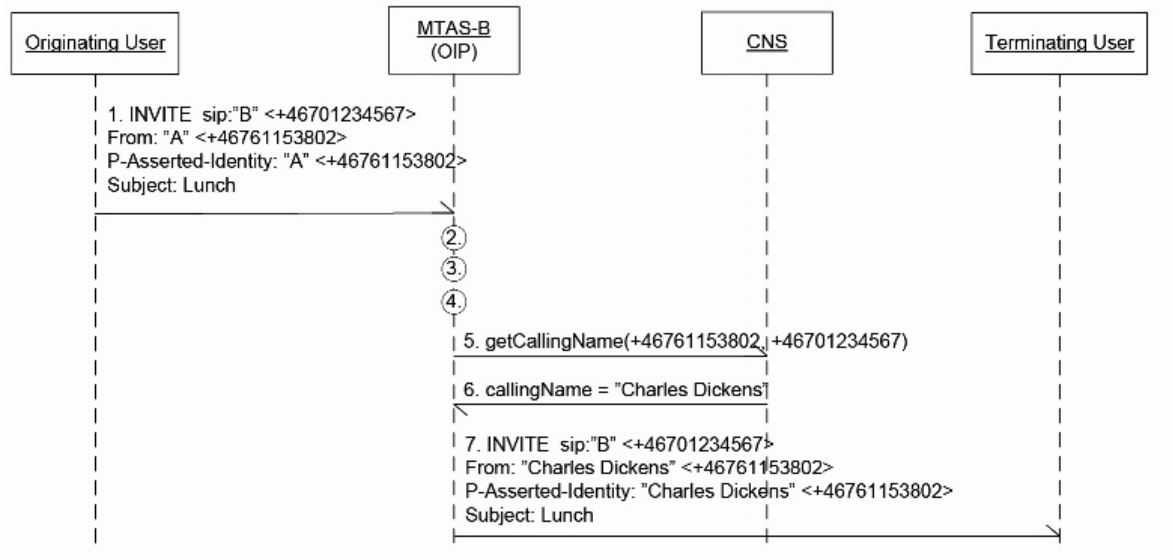 Originating User
MTAS-B
(OIP)
CNS
Terminating User
1. INVITE sip:"B" <+46701234567>
From: "A" <+46761153802>
P-Asserted-Identity: "A" <+46761153802>
Subject: Lunch
2.
3.
4.
5. getCallingName(+46761153802, +46701234567)
6. callingName = "Charles Dickens"
7. INVITE sip:"B" <+46701234567>
From: "Charles Dickens" <+46761153802>
P-Asserted-Identity: "Charles Dickens" <+46761153802>
Subject: Lunch